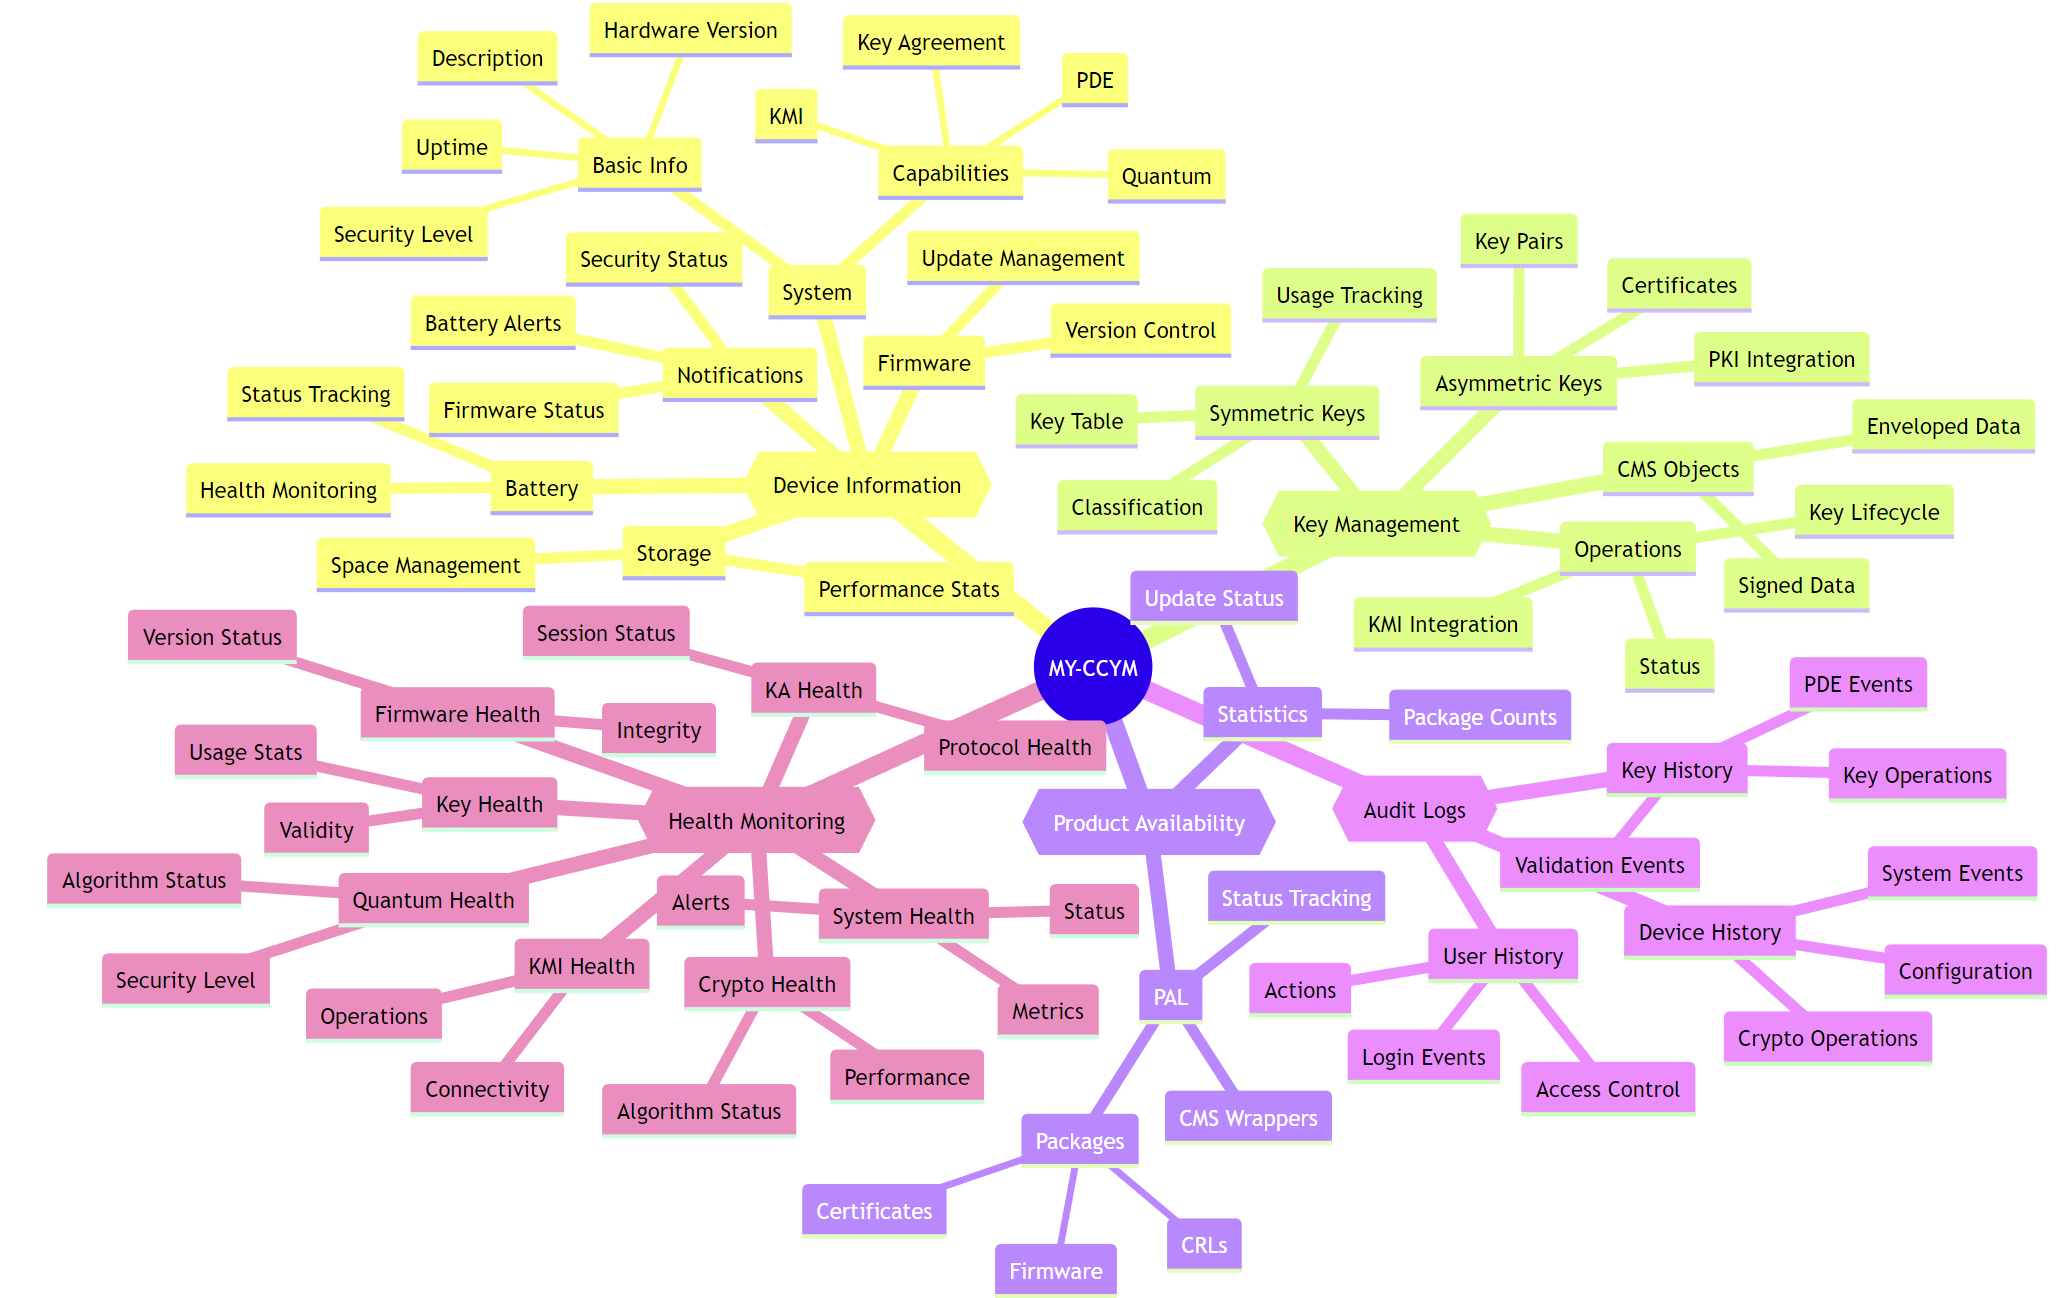 Hardware Version
Key Agreement
Description
PDE
KMI
Uptime
Basic Info
Capabilities
Quantum
Security Level
Key Pairs
Security Status
Update Management
Certificates
System
Usage Tracking
Battery Alerts
Version Control
PKI Integration
Firmware
Notifications
Asymmetric Keys
Status Tracking
Firmware Status
Symmetric Keys
Key Table
Enveloped Data
CMS Objects
Device Information
Battery
Health Monitoring
Classification
Key Lifecycle
Key Management
Operations
Storage
Space Management
Signed Data
Performance Stats
Update Status
KMI Integration
Session Status
Version Status
MY-CCYM
Status
PDE Events
KA Health
Firmware Health
Statistics
Package Counts
Integrity
Protocol Health
Usage Stats
Key History
Key Operations
Key Health
Audit Logs
Health Monitoring
Product Availability
Validity
Validation Events
System Events
Algorithm Status
Status Tracking
Quantum Health
Alerts
Status
System Health
Device History
User History
KMI Health
Configuration
Security Level
Crypto Health
Actions
PAL
Metrics
Operations
Crypto Operations
Login Events
Performance
Connectivity
Access Control
Algorithm Status
CMS Wrappers
Packages
Certificates
CRLs
Firmware